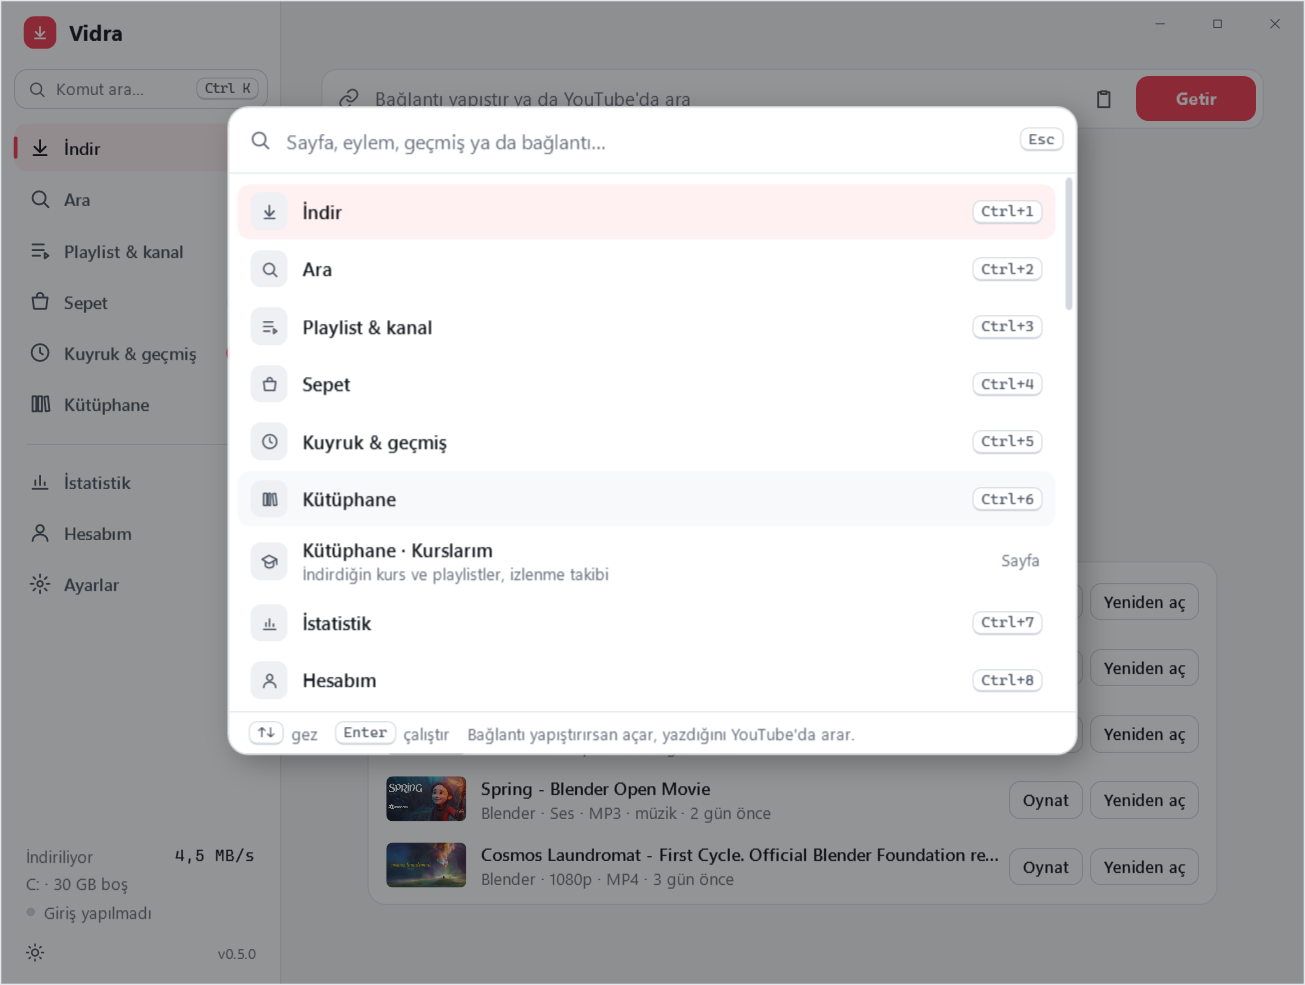 Vidra
Komut ara... Ctrl K
İndir
Ara
Playlist & kanal
Sepet
Kuyruk & geçmiş
Kütüphane
İstatistik
Hesabım
Ayarlar
İndiriliyor 4,5 MB/s
C: · 30 GB boş
Giriş yapılmadı
v0.5.0
Bağlantı yapıştır ya da YouTube'da ara
Getir
Sayfa, eylem, geçmiş ya da bağlantı... Esc
İndir Ctrl+1
Ara Ctrl+2
Playlist & kanal Ctrl+3
Sepet Ctrl+4
Kuyruk & geçmiş Ctrl+5
Kütüphane Ctrl+6
Kütüphane · Kurslarım
İndirdiğin kurs ve playlistler, izlenme takibi
Sayfa
İstatistik Ctrl+7
Hesabım Ctrl+8
↑↓ gez Enter çalıştır Bağlantı yapıştırırsan açar, yazdığını YouTube'da arar.
Yeniden aç
Yeniden aç
Yeniden aç
SPRING
Spring - Blender Open Movie
Blender · Ses · MP3 · müzik · 2 gün önce
Oynat Yeniden aç
Cosmos Laundromat - First Cycle. Official Blender Foundation re...
Blender · 1080p · MP4 · 3 gün önce
Oynat Yeniden aç